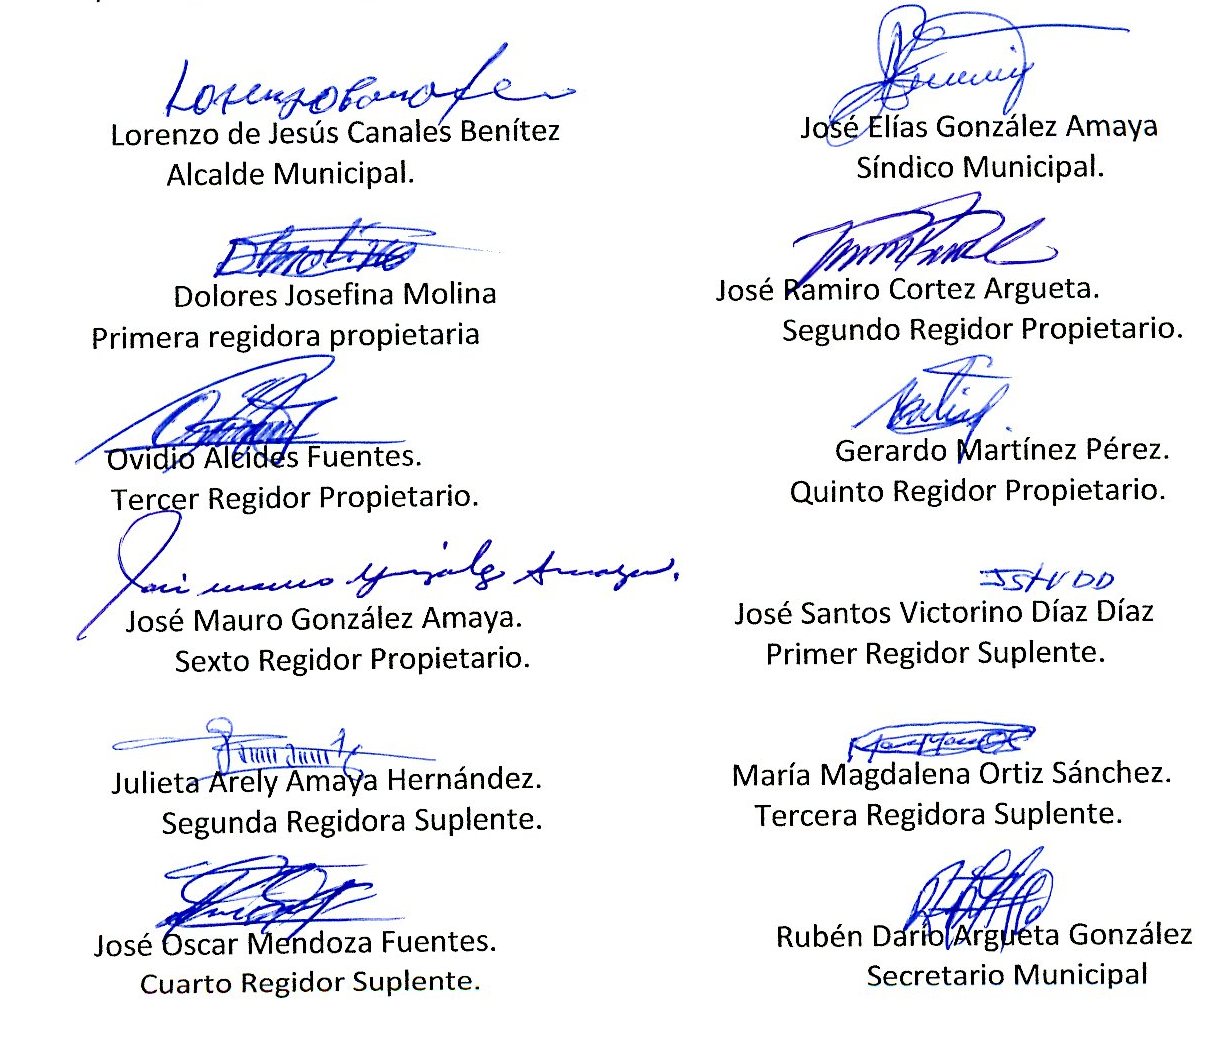 Lorenzo de Jesús Canales Benítez
Alcalde Municipal.
José Elías González Amaya
Síndico Municipal.
Dmolina
Dolores Josefina Molina
Primera regidora propietaria
José Ramiro Cortez Argueta.
Segundo Regidor Propietario.
Ovidio Alcides Fuentes.
Tercer Regidor Propietario.
Gerardo Martínez Pérez.
Quinto Regidor Propietario.
José Mauro González Amaya.
Sexto Regidor Propietario.
JStVDD
José Santos Victorino Díaz Díaz
Primer Regidor Suplente.
Julieta Arely Amaya Hernández.
Segunda Regidora Suplente.
María Magdalena Ortiz Sánchez.
Tercera Regidora Suplente.
José Oscar Mendoza Fuentes.
Cuarto Regidor Suplente.
Rubén Darío Argueta González
Secretario Municipal